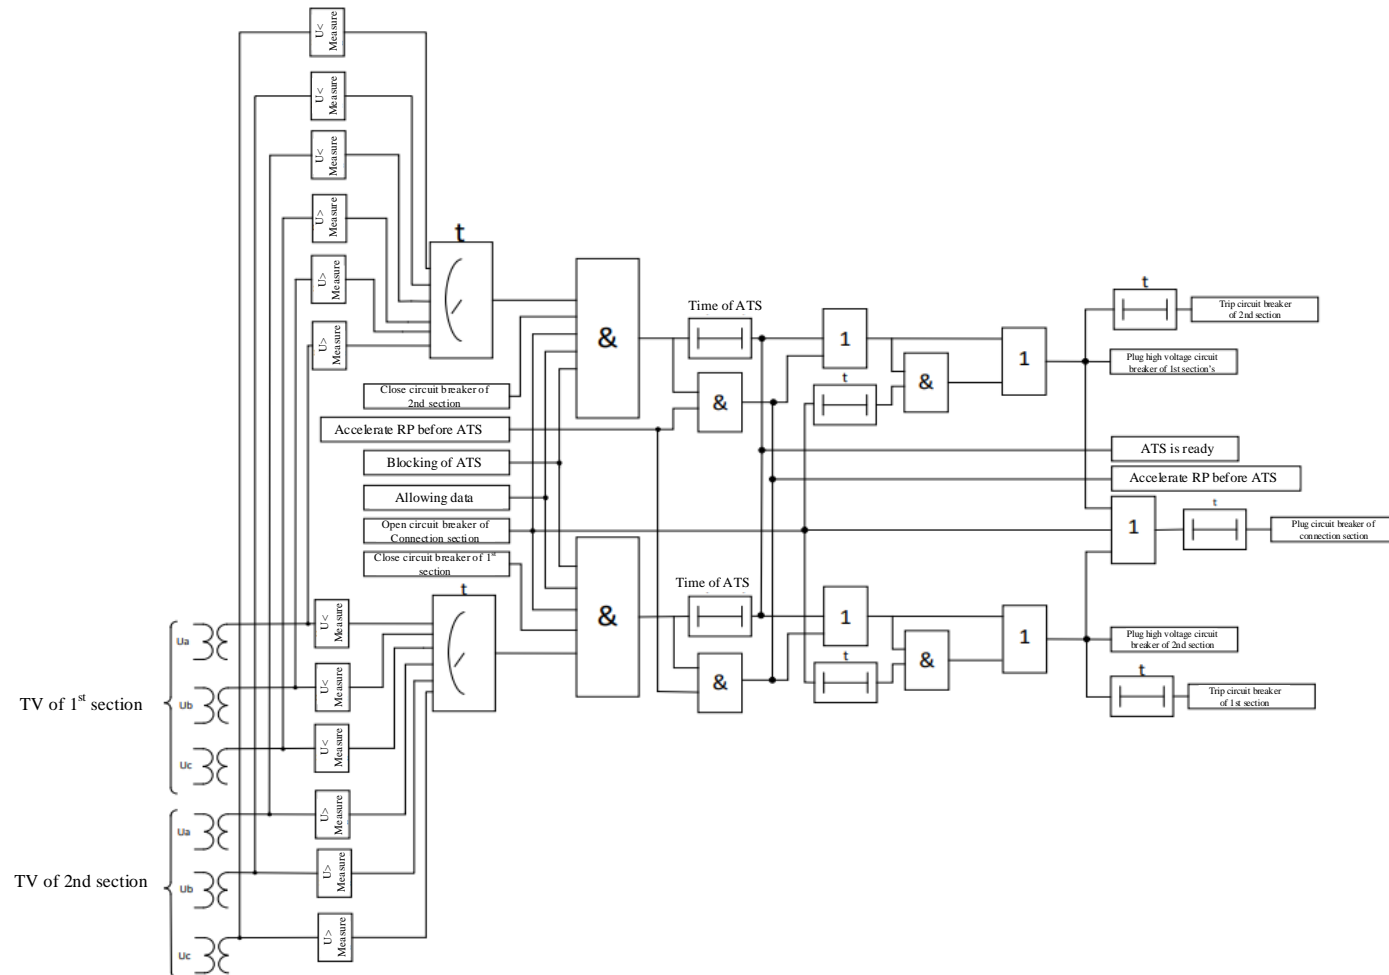 U<
Measure
U<
Measure
U<
Measure
U>
Measure
U>
Measure
U>
Measure
t
&
Time of ATS
1
t
&
&
1
t
Trip circuit breaker
of 2nd section
Plug high voltage circuit
breaker of 1st section's
Close circuit breaker of
2nd section
Accelerate RP before ATS
Blocking of ATS
Allowing data
Open circuit breaker of
Connection section
Close circuit breaker of 1st
section
ATS is ready
Accelerate RP before ATS
1
t
Plug circuit breaker of
connection section
t
&
Time of ATS
1
t
&
&
1
Plug high voltage circuit
breaker of 2nd section
t
Trip circuit breaker
of 1st section
TV of 1st section
Ua
Ub
Uc
U<
Measure
U<
Measure
U<
Measure
TV of 2nd section
Ua
Ub
Uc
U>
Measure
U>
Measure
U>
Measure